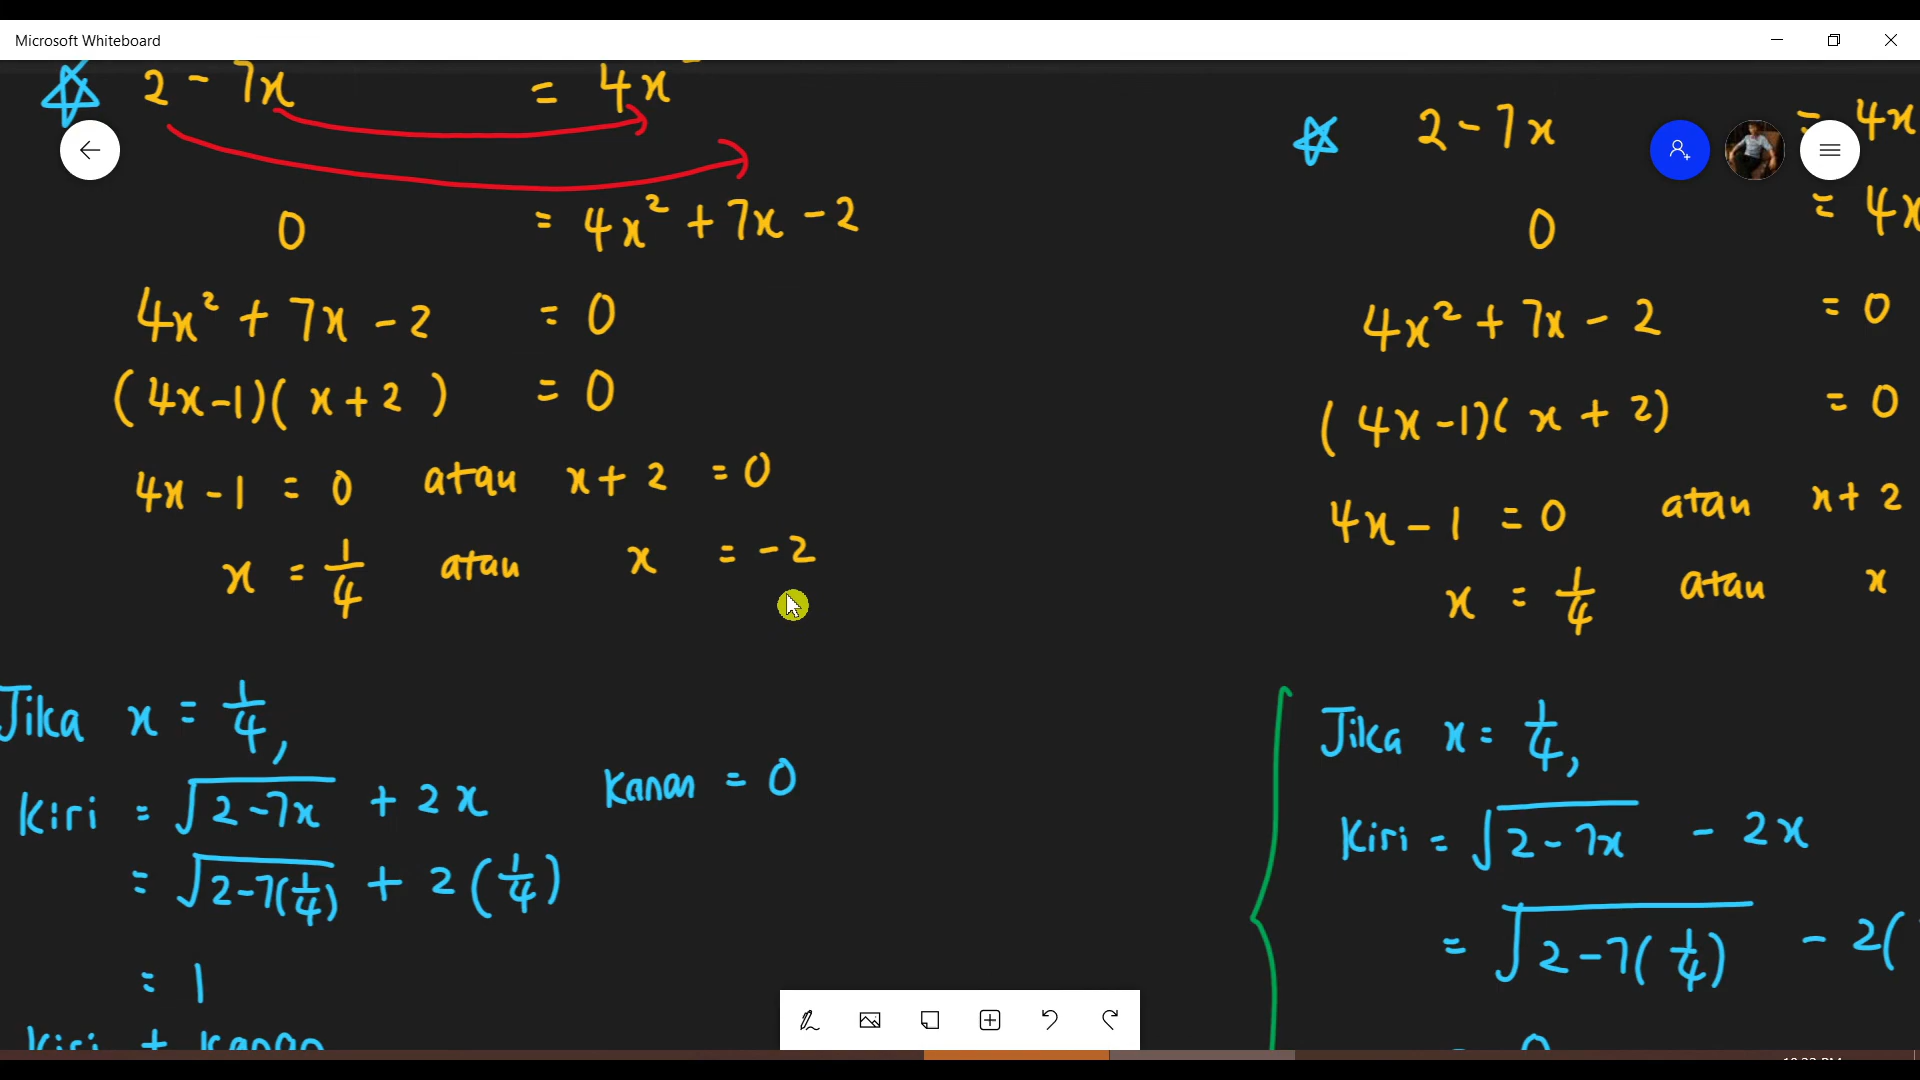 Microsoft Whiteboard
2 - 7x = 4x
0 = 4x² + 7x - 2
4x² + 7x - 2 = 0
(4x-1)(x+2) = 0
4x - 1 = 0 atau x + 2 = 0
x = 1/4 atau x = -2
Jika x = 1/4,
Kiri = √(2-7x) + 2x Kanan = 0
= √(2-7(1/4)) + 2(1/4)
= 1
2 - 7x = 4x
0 = 4x
4x² + 7x - 2 = 0
(4x-1)(x + 2) = 0
4x - 1 = 0 atau x + 2
x = 1/4 atau x
Jika x = 1/4,
Kiri = √(2-7x) - 2x
= √(2-7(1/4)) - 2(